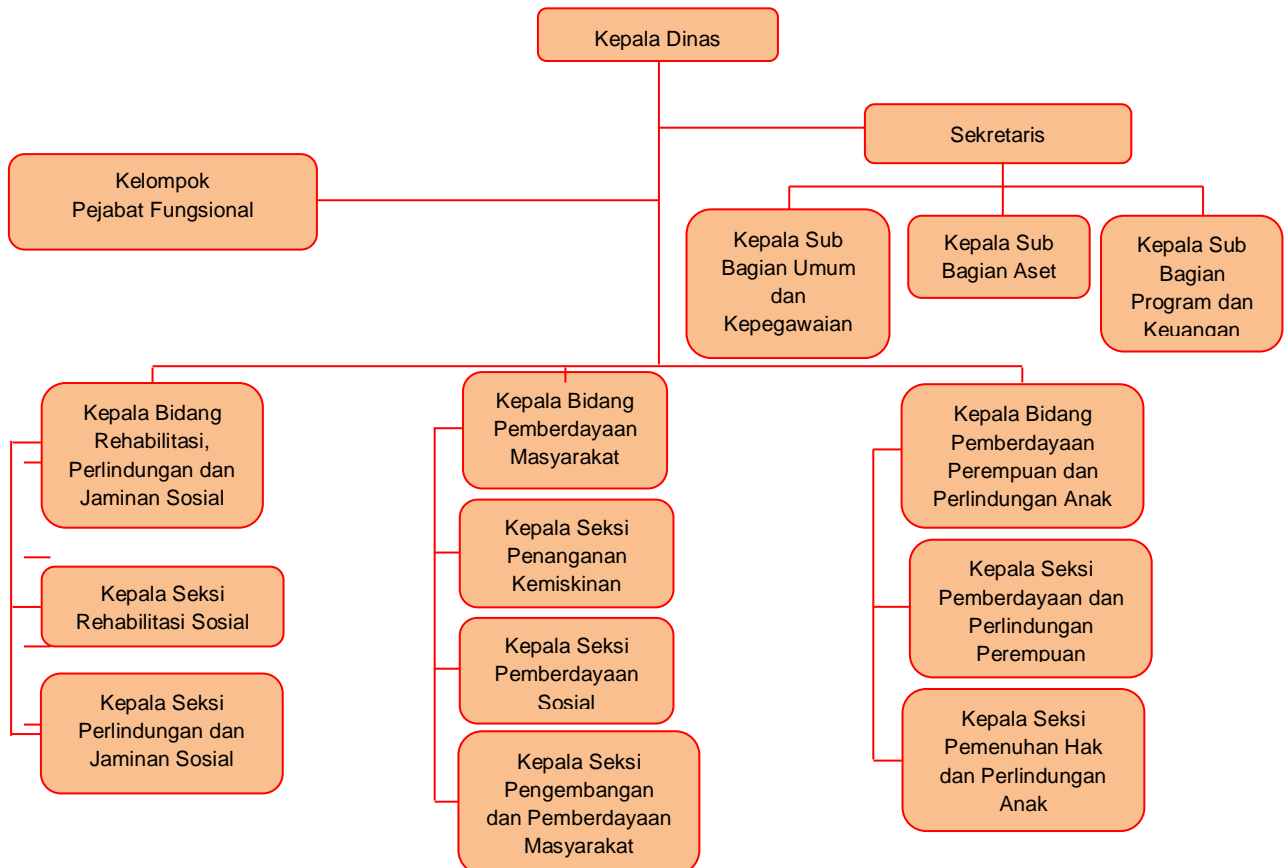 Kepala Dinas
Sekretaris
Kelompok
Pejabat Fungsional
Kepala Sub
Bagian Umum
dan
Kepegawaian
Kepala Sub
Bagian Aset
Kepala Sub
Bagian
Program dan
Keuangan
Kepala Bidang
Rehabilitasi,
Perlindungan dan
Jaminan Sosial
Kepala Seksi
Rehabilitasi Sosial
Kepala Seksi
Perlindungan dan
Jaminan Sosial
Kepala Bidang
Pemberdayaan
Masyarakat
Kepala Seksi
Penanganan
Kemiskinan
Kepala Seksi
Pemberdayaan
Sosial
Kepala Seksi
Pengembangan
dan Pemberdayaan
Masyarakat
Kepala Bidang
Pemberdayaan
Perempuan dan
Perlindungan Anak
Kepala Seksi
Pemberdayaan dan
Perlindungan
Perempuan
Kepala Seksi
Pemenuhan Hak
dan Perlindungan
Anak